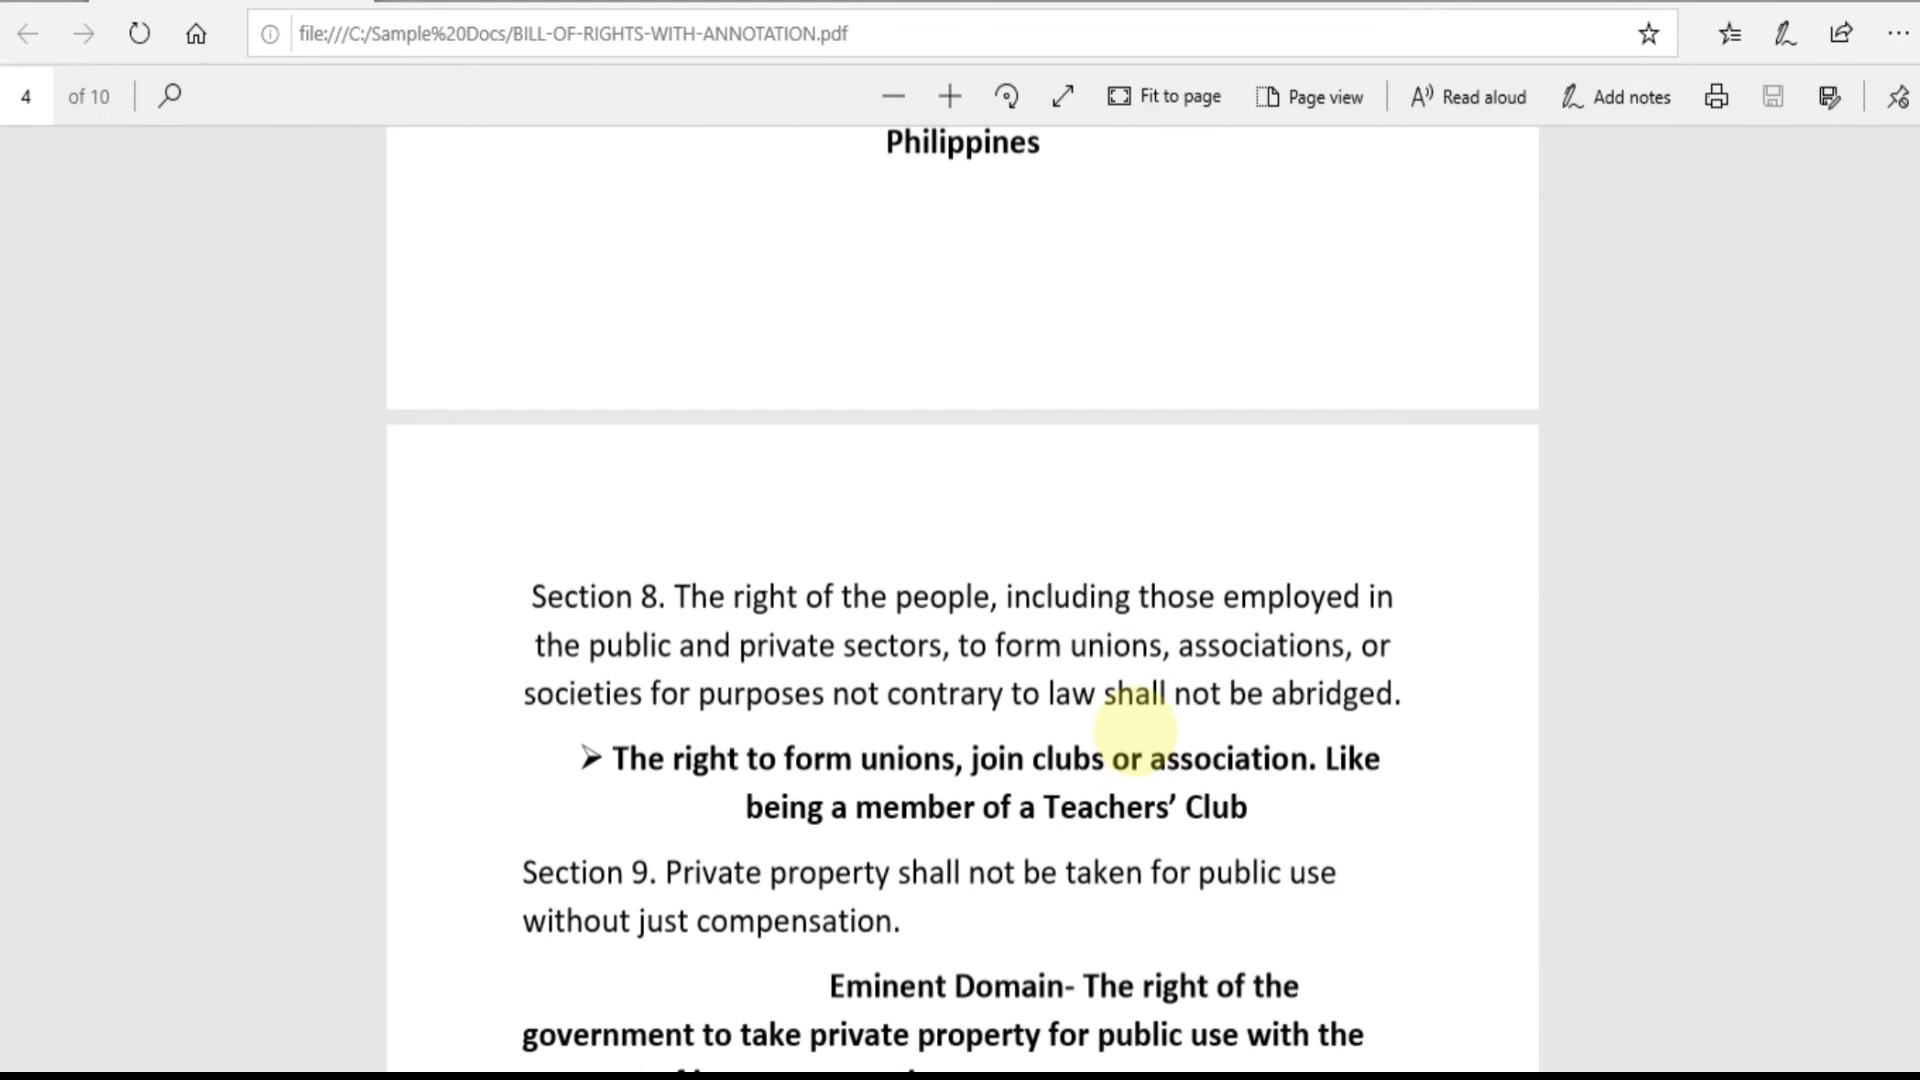 file:///C:/Sample%20Docs/BILL-OF-RIGHTS-WITH-ANNOTATION.pdf
4 of 10 Fit to page Page view Read aloud Add notes
Philippines
Section 8. The right of the people, including those employed in
the public and private sectors, to form unions, associations, or
societies for purposes not contrary to law shall not be abridged.
➢ The right to form unions, join clubs or association. Like
being a member of a Teachers’ Club
Section 9. Private property shall not be taken for public use
without just compensation.
Eminent Domain- The right of the
government to take private property for public use with the